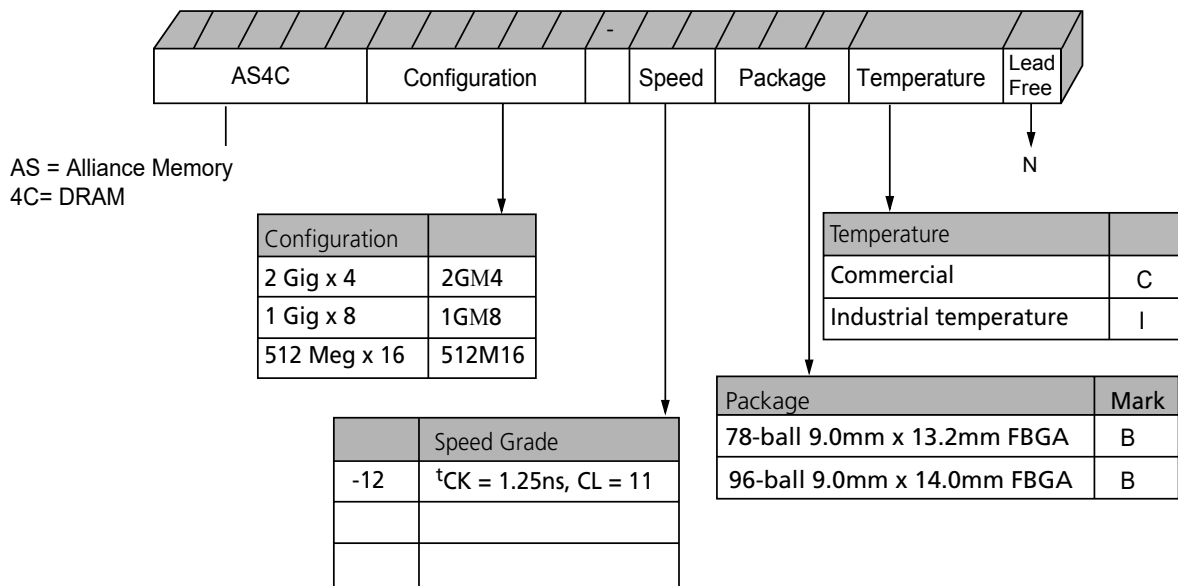 -
AS4C Configuration Speed Package Temperature Lead Free
AS = Alliance Memory
4C= DRAM
N
Configuration
2 Gig x 4 2GM4
1 Gig x 8 1GM8
512 Meg x 16 512M16
Temperature
Commercial C
Industrial temperature I
Package Mark
78-ball 9.0mm x 13.2mm FBGA B
96-ball 9.0mm x 14.0mm FBGA B
Speed Grade
-12 tCK = 1.25ns, CL = 11